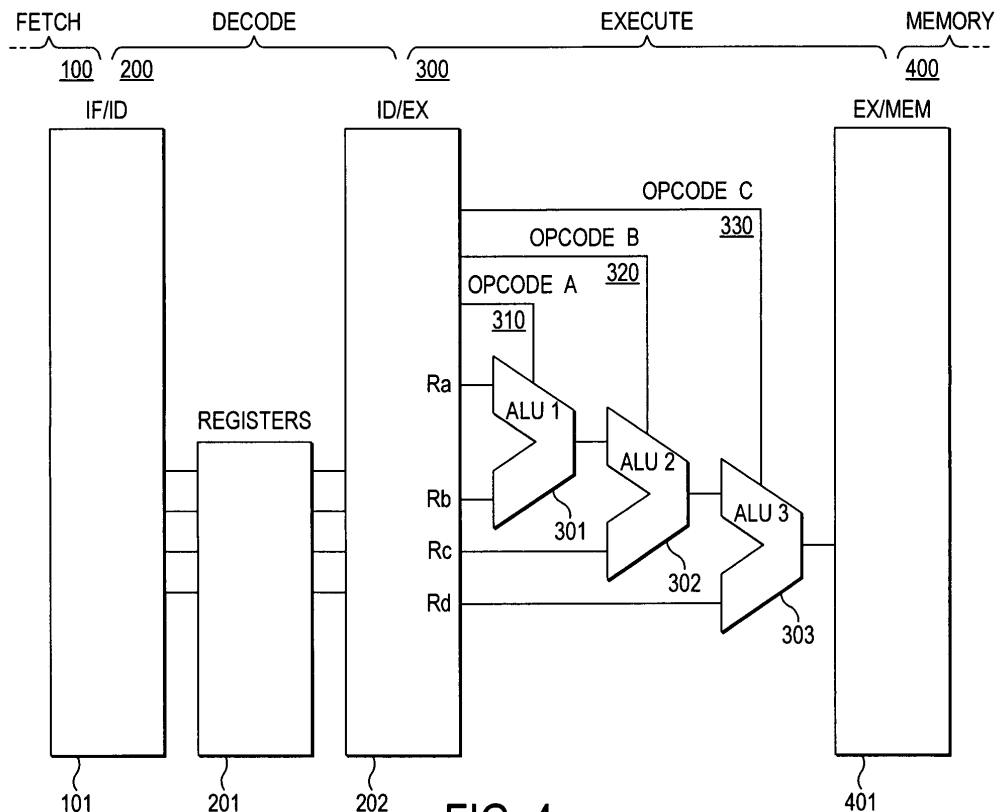 FETCH DECODE EXECUTE MEMORY
100 200 300 400
IF/ID ID/EX EX/MEM
OPCODE C
330
OPCODE B
320
OPCODE A
310
Ra
ALU 1
REGISTERS
ALU 2
Rb
301
ALU 3
Rc
302
Rd
303
101 201 202 401
FIG. 4